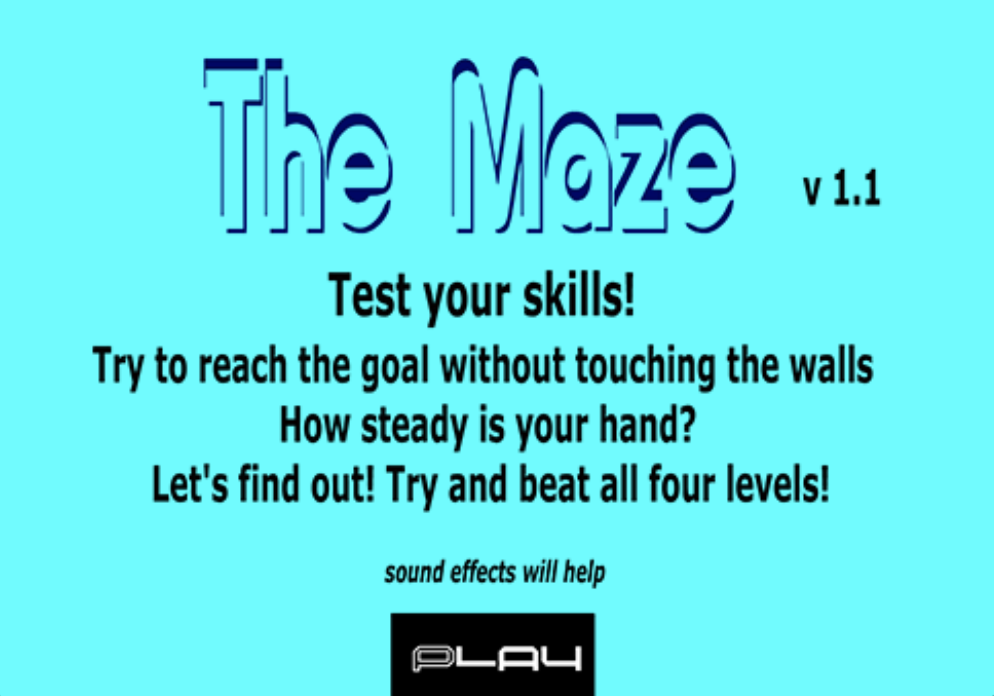 The Maze
v 1.1
Test your skills!
Try to reach the goal without touching the walls
How steady is your hand?
Let's find out! Try and beat all four levels!
sound effects will help
PLAY